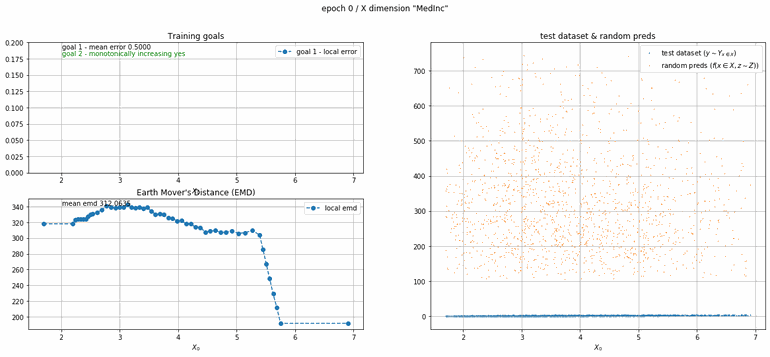 epoch 0 / X dimension "MedInc"
Training goals
goal 1 - mean error 0.5000
goal 2 - monotonically increasing yes
goal 1 - local error
0.200
0.175
0.150
0.125
0.100
0.075
0.050
0.025
0.000
2 3 4 5 6 7
Earth Mover's Distance (EMD)
mean emd 312.0636
local emd
340
320
300
280
260
240
220
200
2 3 4 5 6 7
X₀
test dataset & random preds
test dataset (y ~ Yₓ ∈ ₓ)
random preds (f(x ∈ X, z ~ Z))
700
600
500
400
300
200
100
0
2 3 4 5 6 7
X₀